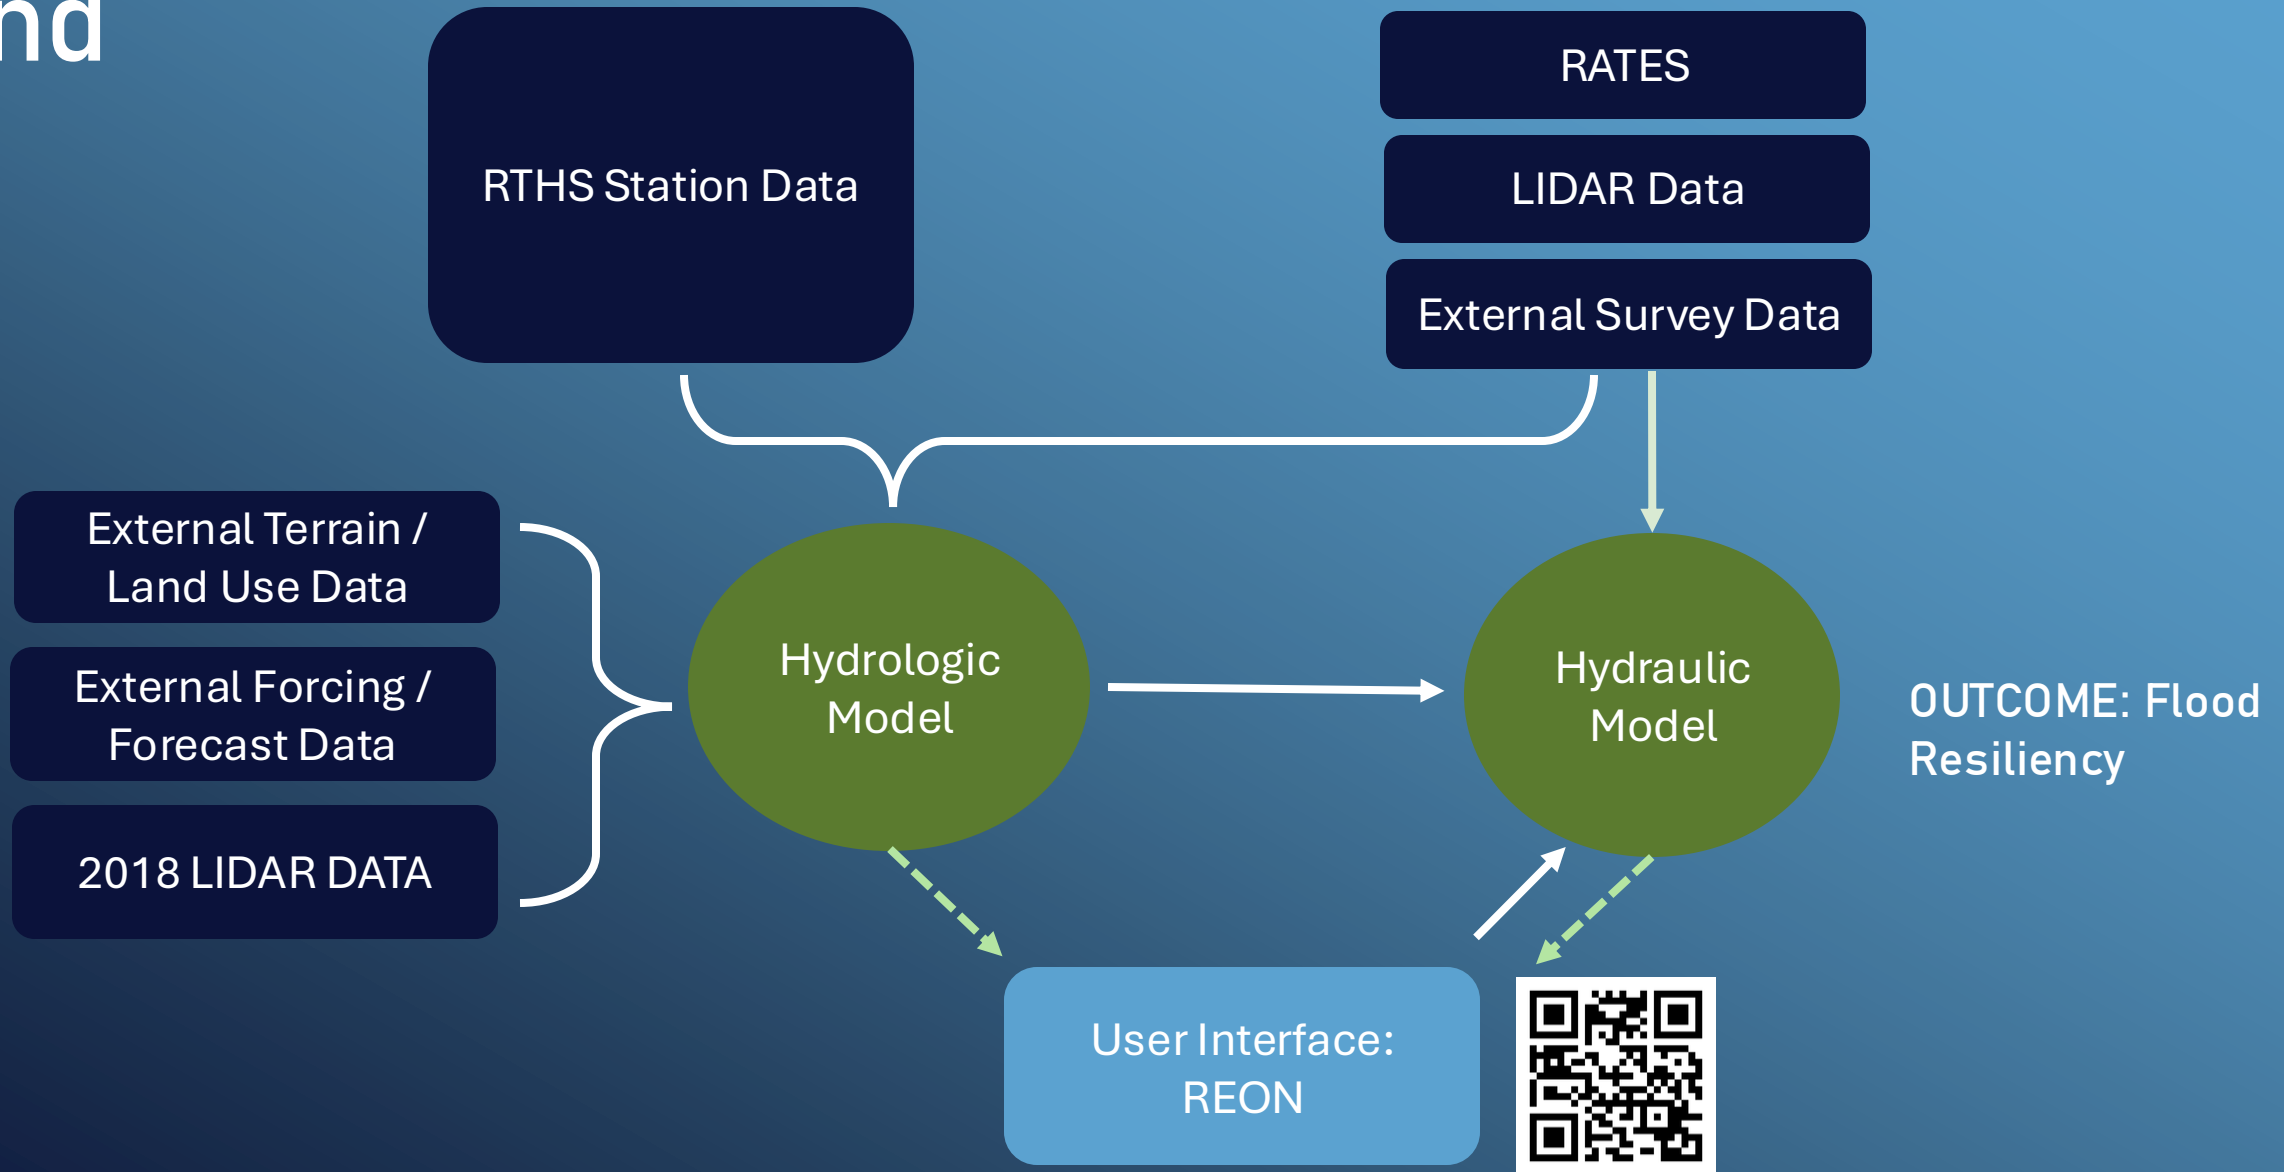 nd
RTHS Station Data
RATES
LIDAR Data
External Survey Data
External Terrain /
Land Use Data
External Forcing /
Forecast Data
2018 LIDAR DATA
Hydrologic
Model
Hydraulic
Model
OUTCOME: Flood
Resiliency
User Interface:
REON